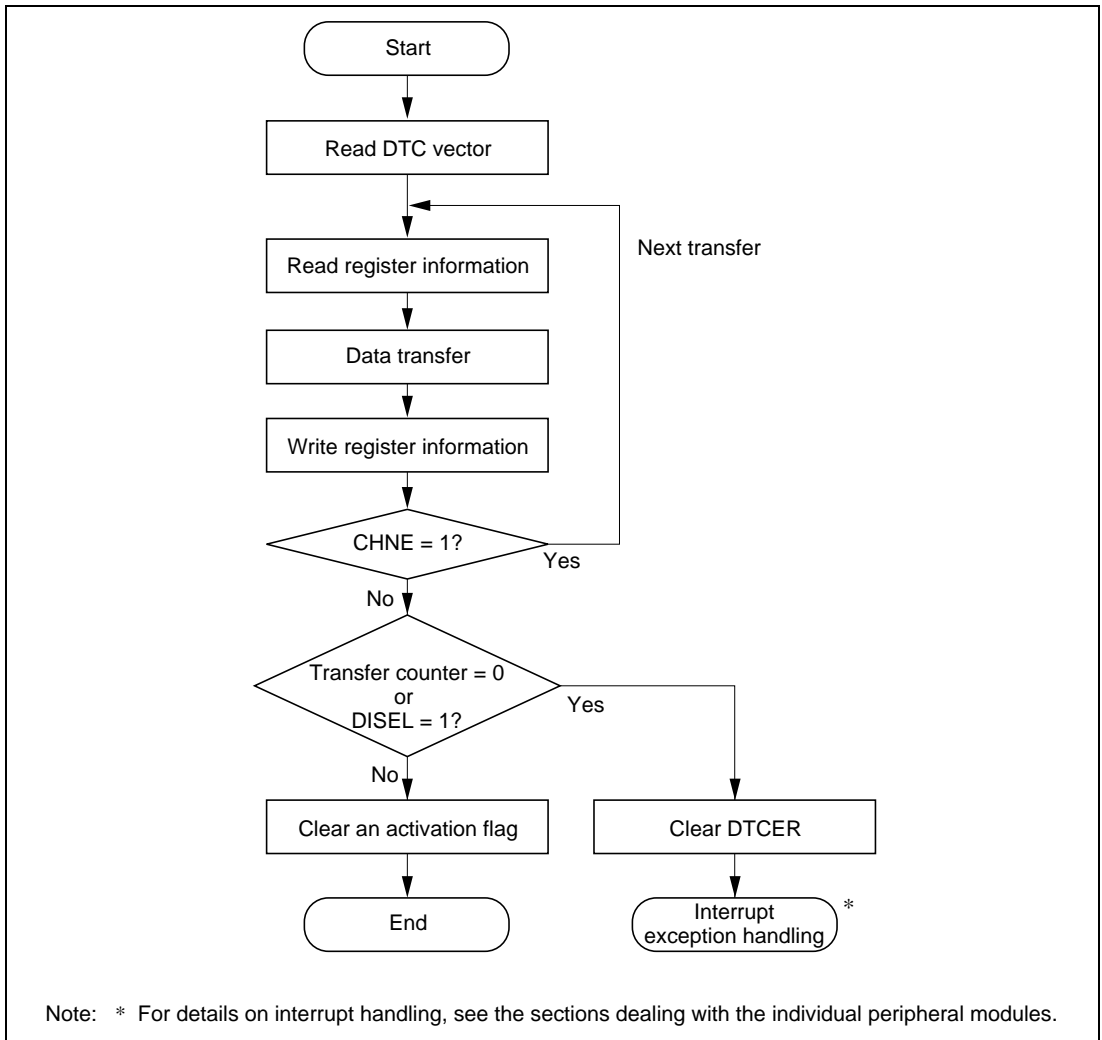 Start
Read DTC vector
Next transfer
Read register information
Data transfer
Write register information
CHNE = 1?
Yes
No
Transfer counter = 0
or
DISEL = 1?
Yes
No
Clear an activation flag
Clear DTCER
End
Interrupt
exception handling
*
Note: * For details on interrupt handling, see the sections dealing with the individual peripheral modules.